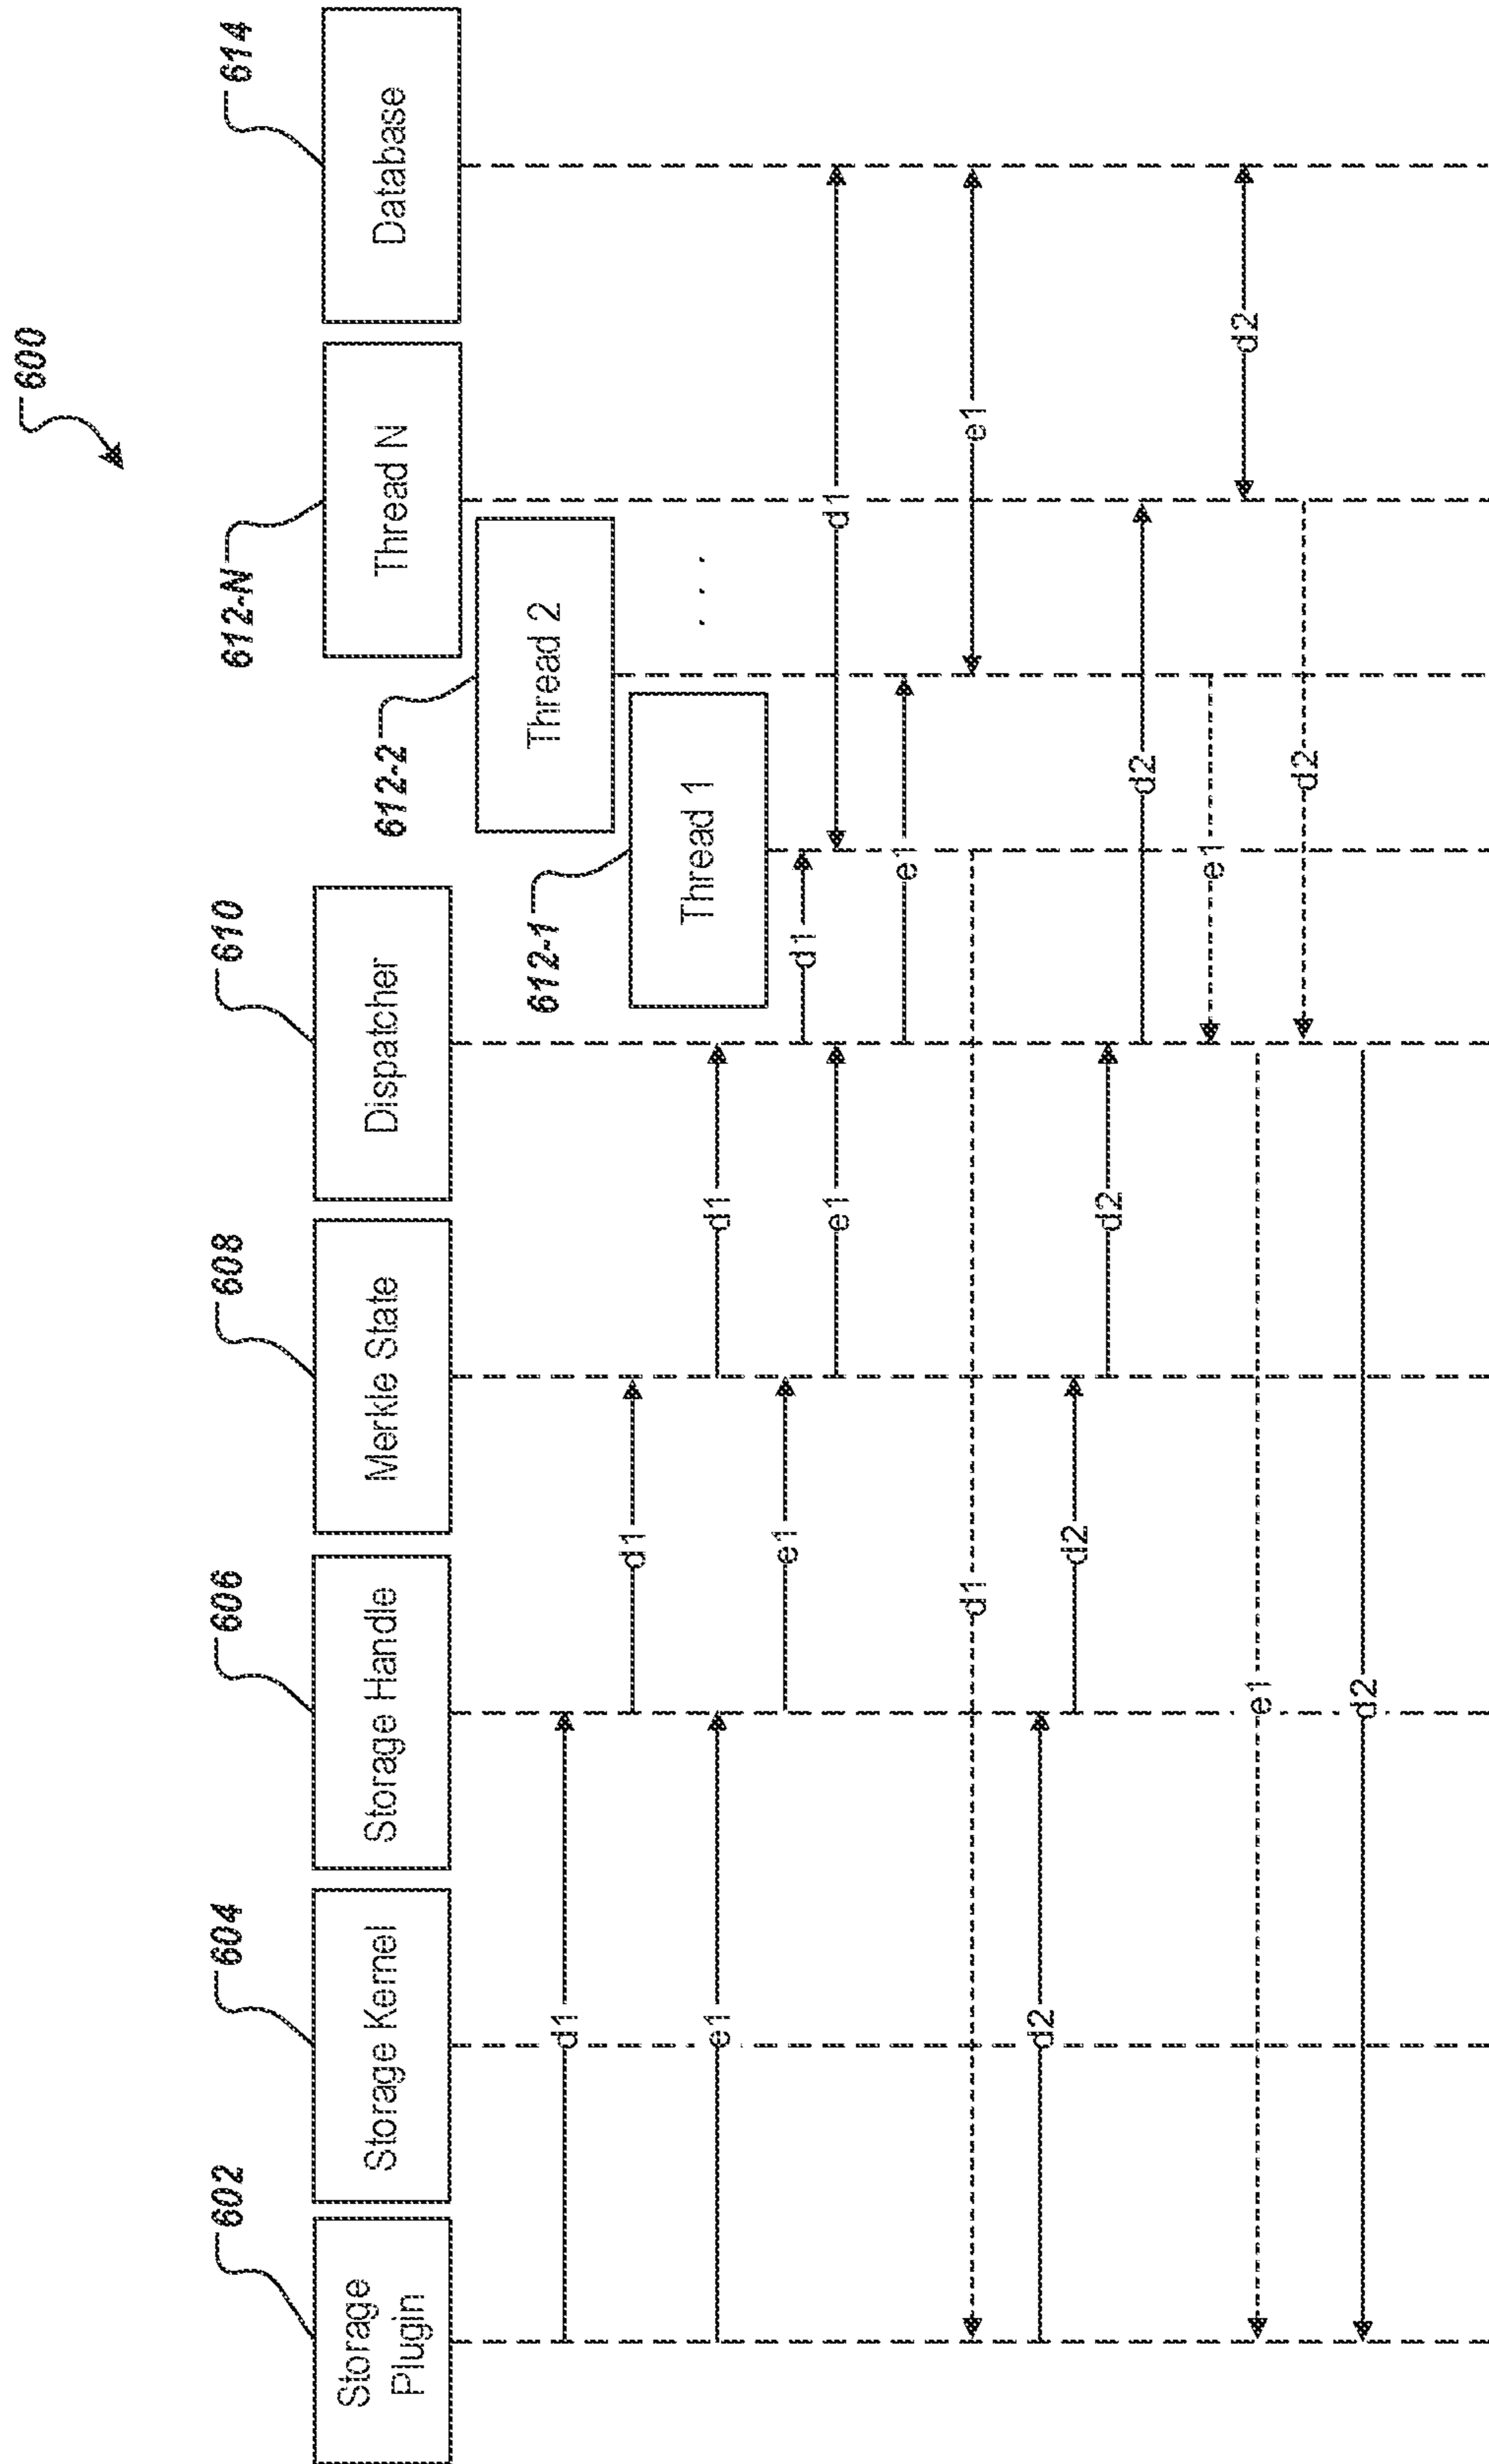 600
602
604
606
608
610
612-1
612-2
612-N
614
Storage
Plugin
Storage Kernel
Storage Handle
Merkle State
Dispatcher
Thread 1
Thread 2
Thread N
Database
. . .
d1
d1
e1
d1
e1
d1
e1
d1
e1
d1
e1
d2
d2
d2
d2
e1
d2
e1
d2
d2